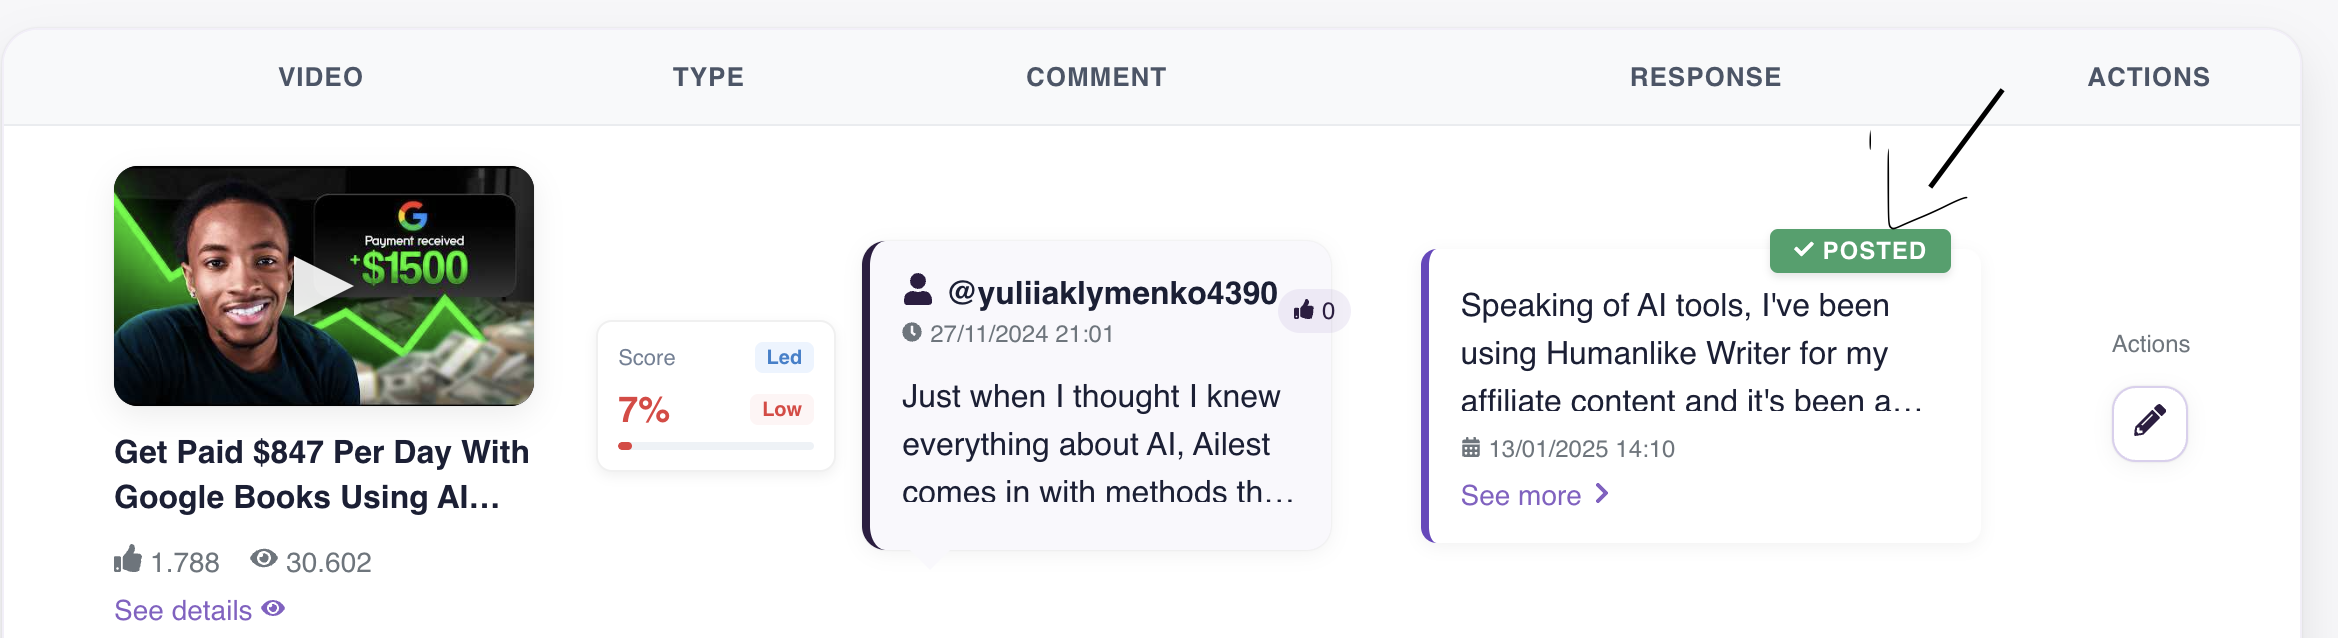 VIDEO
TYPE
COMMENT
RESPONSE
ACTIONS
G
Payment received
+$1500
Get Paid $847 Per Day With
Google Books Using AI...
1.788
30.602
See details
Score
Led
7%
Low
@yuliiaklymenko4390
0
27/11/2024 21:01
Just when I thought I knew
everything about AI, Ailest
comes in with methods th...
POSTED
Speaking of AI tools, I've been
using Humanlike Writer for my
affiliate content and it's been a...
13/01/2025 14:10
See more
Actions